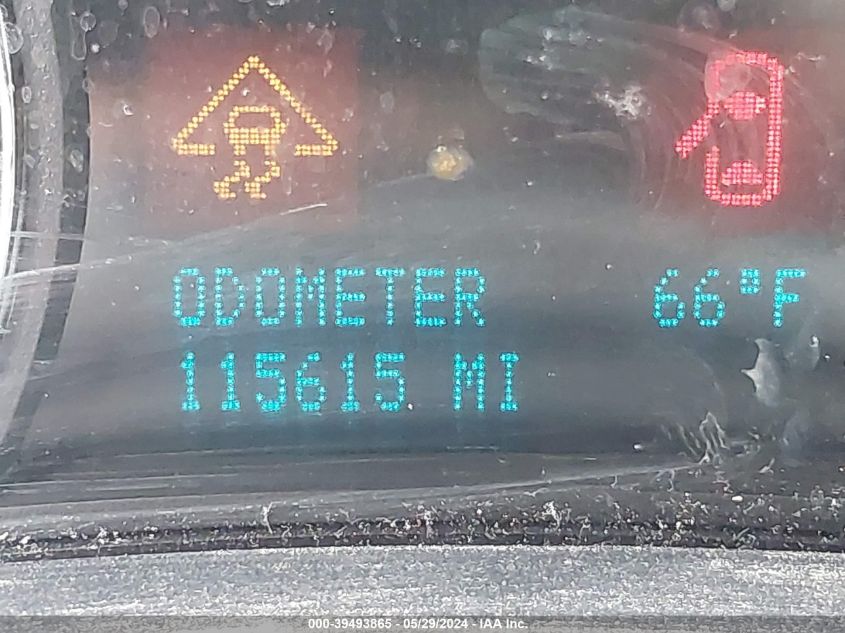 ODOMETER 66°F
115615 MI
000-39493865 - 05/29/2024 - IAA Inc.